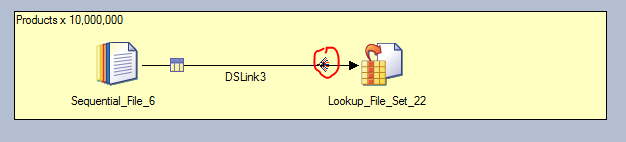 Products x 10,000,000
DSLink3
Sequential_File_6
Lookup_File_Set_22